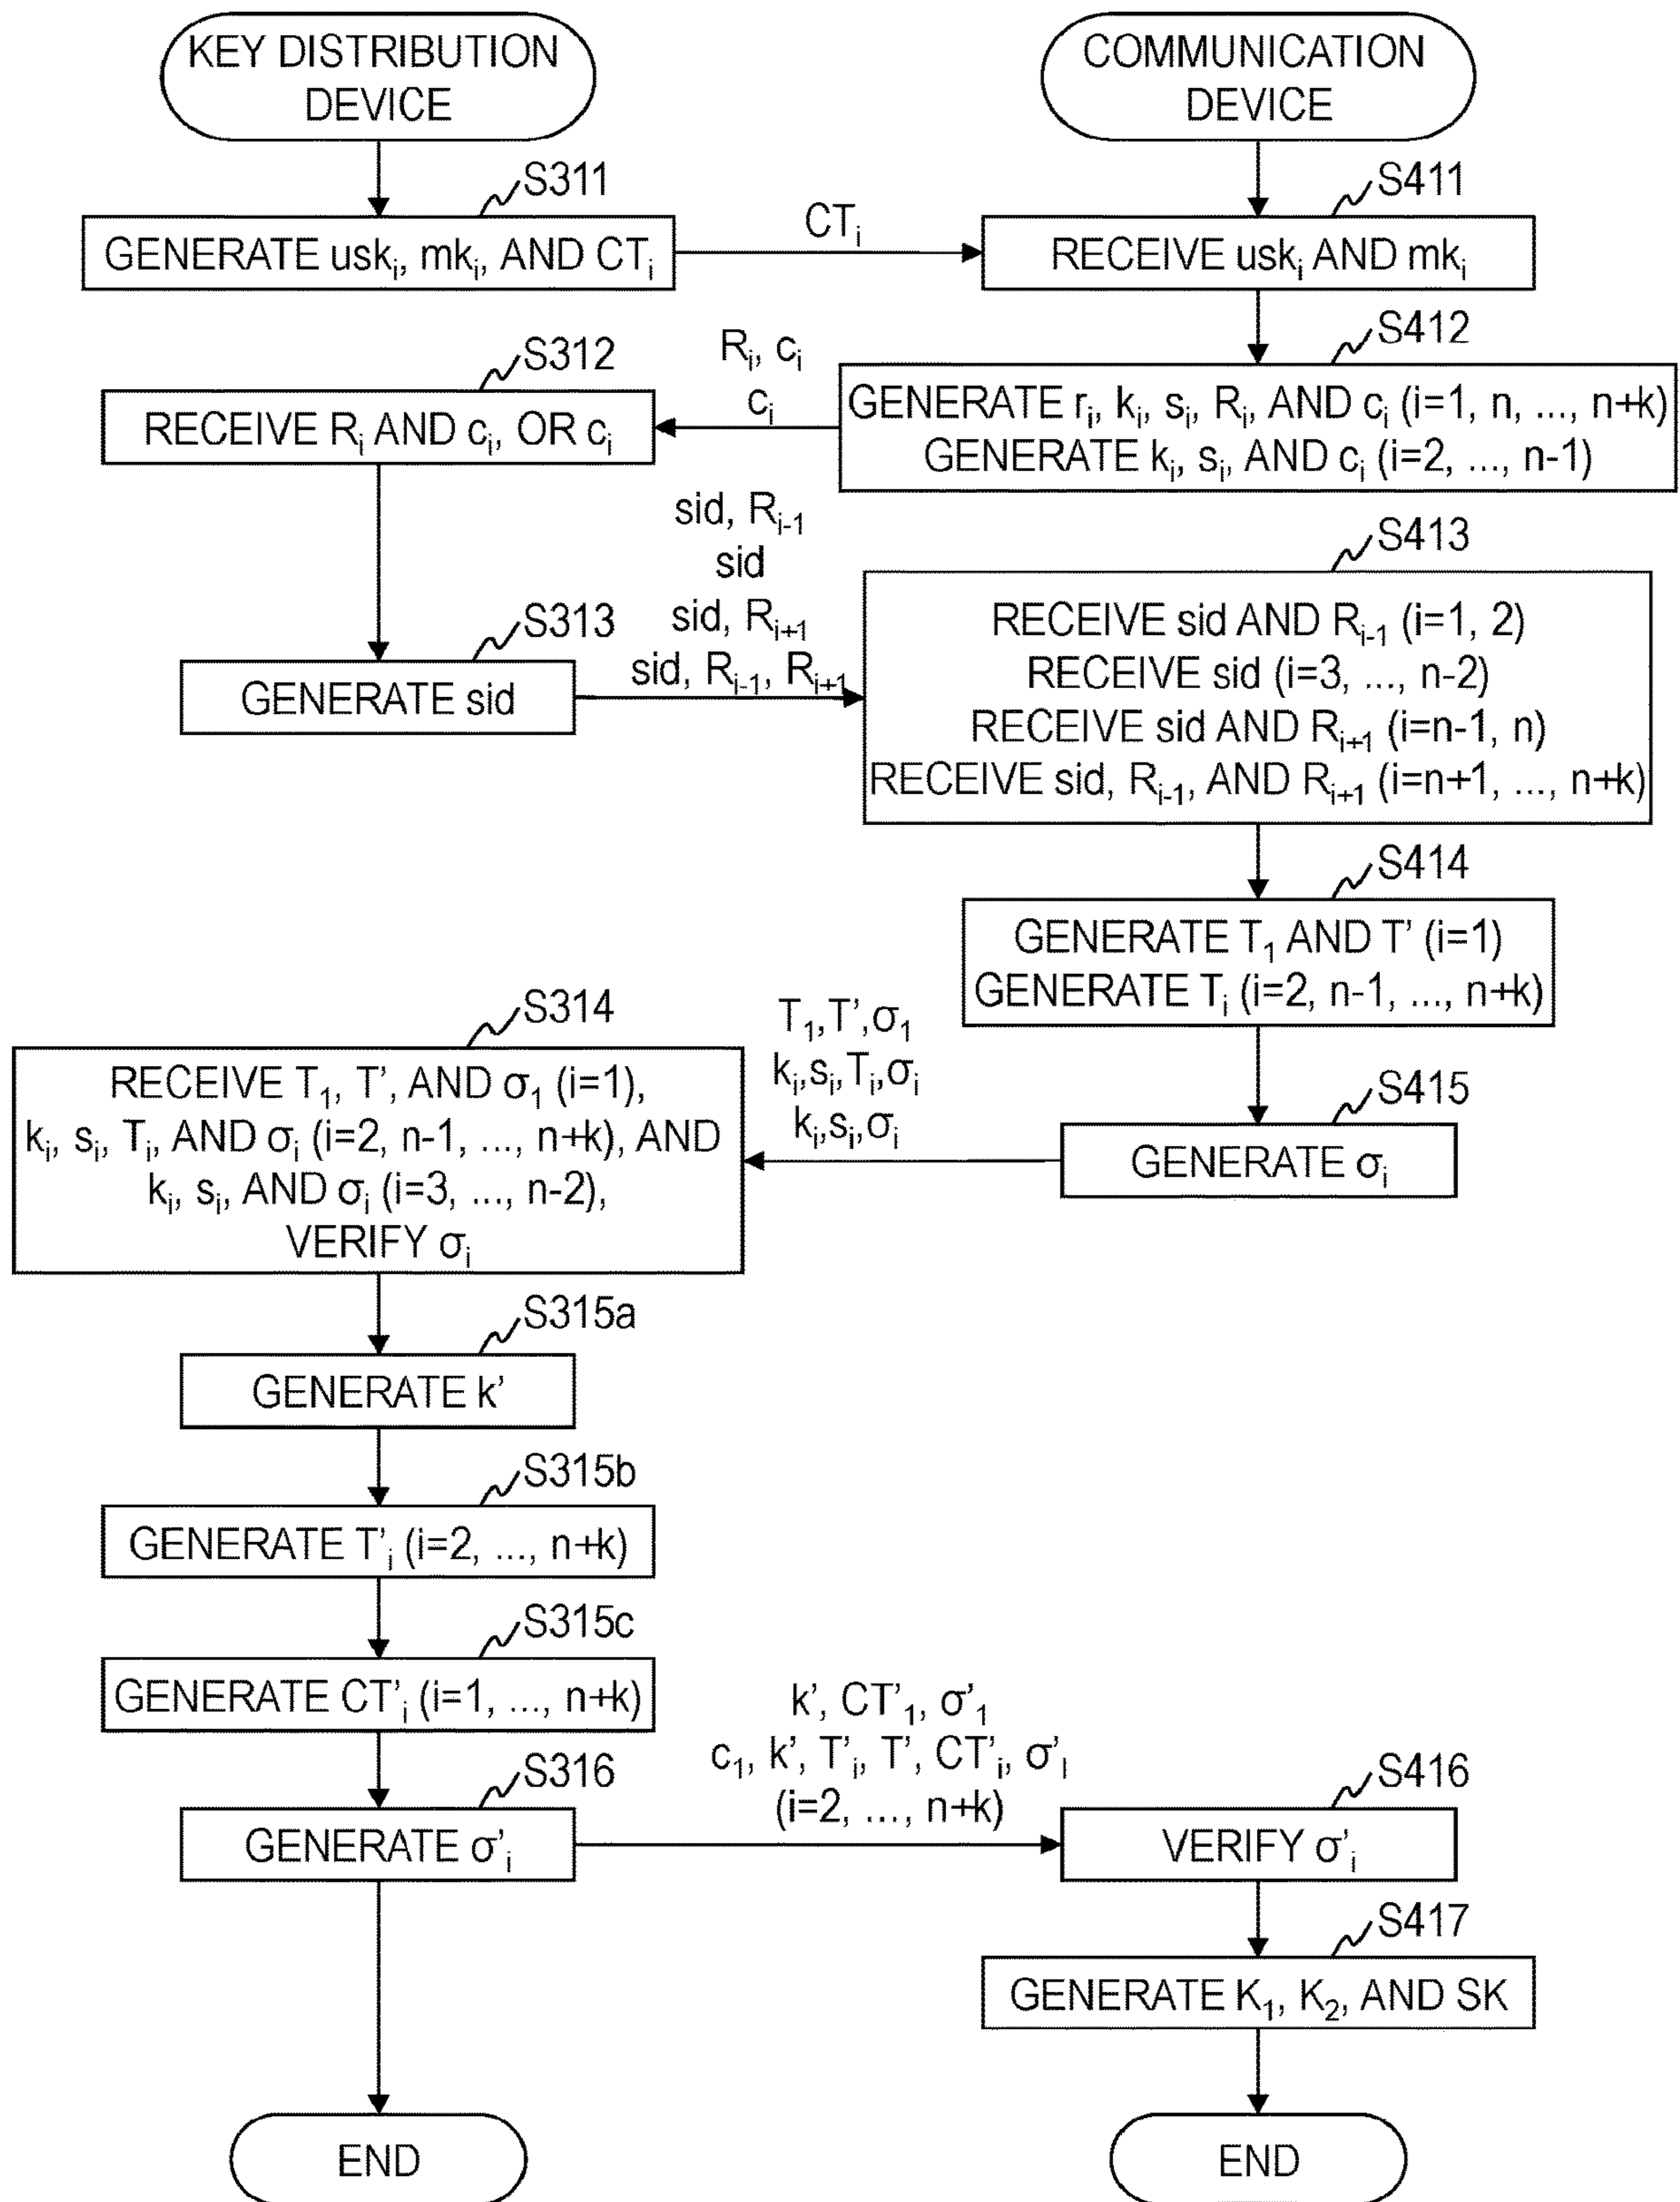 KEY DISTRIBUTION
DEVICE
COMMUNICATION
DEVICE
S311
GENERATE uskᵢ, mkᵢ, AND CTᵢ
CTᵢ
S411
RECEIVE uskᵢ AND mkᵢ
S312
RECEIVE Rᵢ AND cᵢ, OR cᵢ
Rᵢ, cᵢ
cᵢ
S412
GENERATE rᵢ, kᵢ, sᵢ, Rᵢ, AND cᵢ (i=1, n, ..., n+k)
GENERATE kᵢ, sᵢ, AND cᵢ (i=2, ..., n-1)
S313
GENERATE sid
sid, Rᵢ₋₁
sid
sid, Rᵢ₊₁
sid, Rᵢ₋₁, Rᵢ₊₁
S413
RECEIVE sid AND Rᵢ₋₁ (i=1, 2)
RECEIVE sid (i=3, ..., n-2)
RECEIVE sid AND Rᵢ₊₁ (i=n-1, n)
RECEIVE sid, Rᵢ₋₁, AND Rᵢ₊₁ (i=n+1, ..., n+k)
S414
GENERATE T₁ AND T' (i=1)
GENERATE Tᵢ (i=2, n-1, ..., n+k)
S314
RECEIVE T₁, T', AND σ₁ (i=1),
kᵢ, sᵢ, Tᵢ, AND σᵢ (i=2, n-1, ..., n+k), AND
kᵢ, sᵢ, AND σᵢ (i=3, ..., n-2),
VERIFY σᵢ
T₁,T',σ₁
kᵢ,sᵢ,Tᵢ,σᵢ
kᵢ,sᵢ,σᵢ
S415
GENERATE σᵢ
S315a
GENERATE k'
S315b
GENERATE T'ᵢ (i=2, ..., n+k)
S315c
GENERATE CT'ᵢ (i=1, ..., n+k)
S316
GENERATE σ'ᵢ
k', CT'₁, σ'₁
c₁, k', T'ᵢ, T', CT'ᵢ, σ'ᵢ
(i=2, ..., n+k)
S416
VERIFY σ'ᵢ
S417
GENERATE K₁, K₂, AND SK
END
END